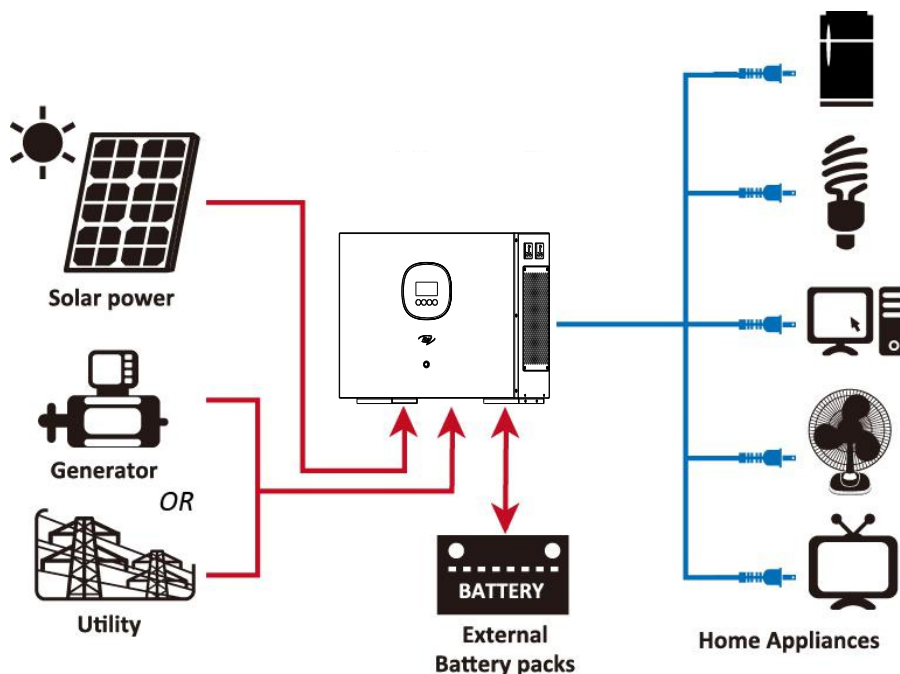 Solar power
Generator
OR
Utility
BATTERY
External
Battery packs
Home Appliances